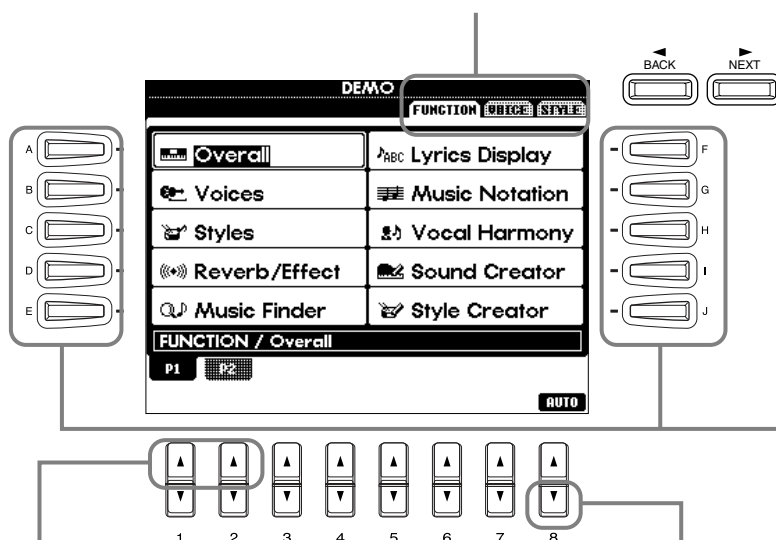 BACK NEXT
DEMO
FUNCTION VOICE STYLE
A Overall ABC Lyrics Display F
B Voices Music Notation G
C Styles Vocal Harmony H
D Reverb/Effect Sound Creator I
E Music Finder Style Creator J
FUNCTION / Overall
P1 P2
AUTO
1 2 3 4 5 6 7 8